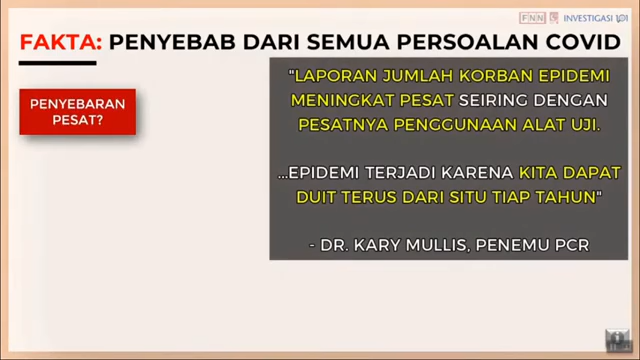 FNN
INVESTIGASI
FAKTA: PENYEBAB DARI SEMUA PERSOALAN COVID
PENYEBARAN
PESAT?
"LAPORAN JUMLAH KORBAN EPIDEMI
MENINGKAT PESAT SEIRING DENGAN
PESATNYA PENGGUNAAN ALAT UJI.
...EPIDEMI TERJADI KARENA KITA DAPAT
DUIT TERUS DARI SITU TIAP TAHUN"
- DR. KARY MULLIS, PENEMU PCR